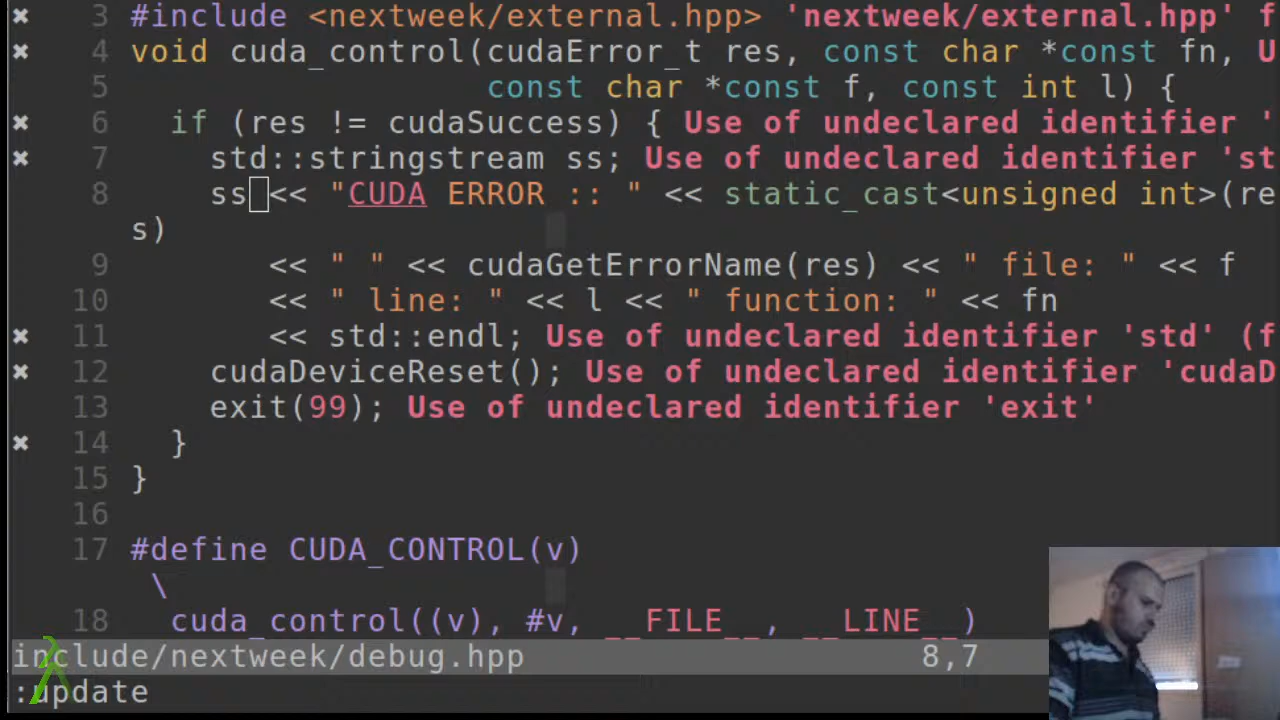 ✖ 3 #include <nextweek/external.hpp> 'nextweek/external.hpp' f
✖ 4 void cuda_control(cudaError_t res, const char *const fn, U
5 const char *const f, const int l) {
✖ 6 if (res != cudaSuccess) { Use of undeclared identifier '
✖ 7 std::stringstream ss; Use of undeclared identifier 'st
8 ss << "CUDA ERROR :: " << static_cast<unsigned int>(re
s)
9 << " " << cudaGetErrorName(res) << " file: " << f
10 << " line: " << l << " function: " << fn
✖ 11 << std::endl; Use of undeclared identifier 'std' (f
✖ 12 cudaDeviceReset(); Use of undeclared identifier 'cudaD
13 exit(99); Use of undeclared identifier 'exit'
✖ 14 }
15 }
16
17 #define CUDA_CONTROL(v)
\
18 cuda_control((v), #v, __FILE__, __LINE__)
include/nextweek/debug.hpp 8,7
:update
λ